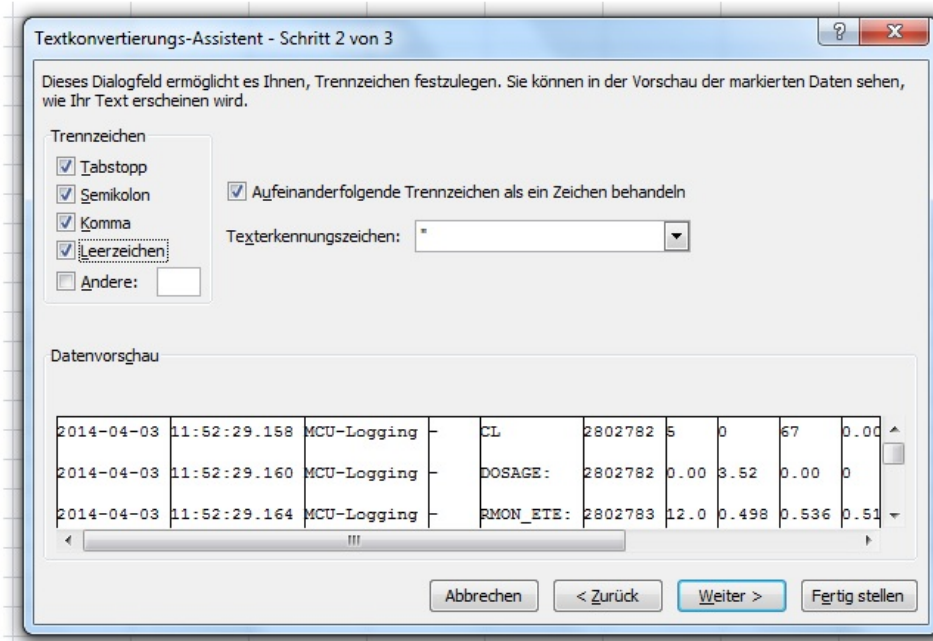 Textkonvertierungs-Assistent - Schritt 2 von 3
Dieses Dialogfeld ermöglicht es Ihnen, Trennzeichen festzulegen. Sie können in der Vorschau der markierten Daten sehen,
wie Ihr Text erscheinen wird.
Trennzeichen
Tabstopp
Semikolon
Komma
Leerzeichen
Andere:
Aufeinanderfolgende Trennzeichen als ein Zeichen behandeln
Texterkennungszeichen: "
Datenvorschau
2014-04-03 11:52:29.158 MCU-Logging - CL 2802782 5 0 67 0.00
2014-04-03 11:52:29.160 MCU-Logging - DOSAGE: 2802782 0.00 3.52 0.00 0
2014-04-03 11:52:29.164 MCU-Logging - RMON_ETE: 2802783 12.0 0.498 0.536 0.51
Abbrechen < Zurück Weiter > Fertig stellen